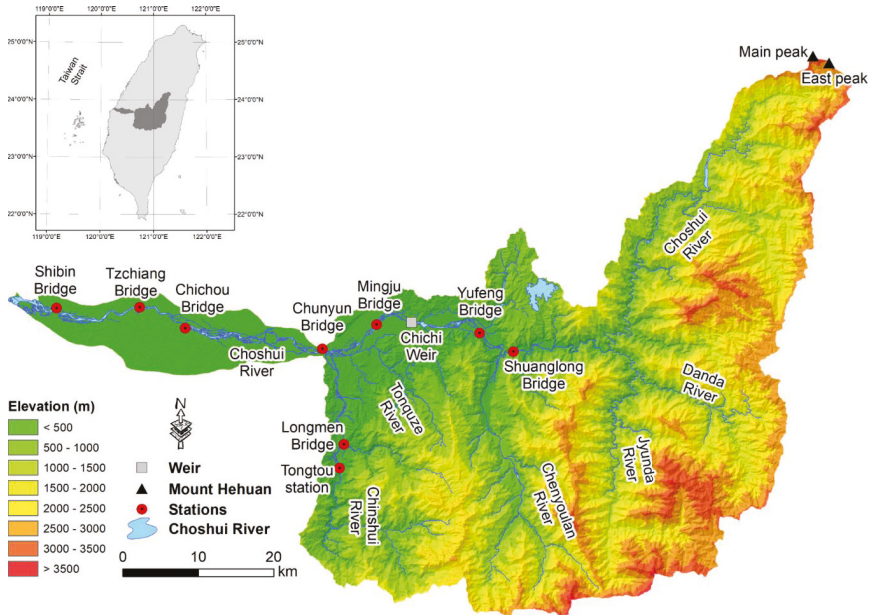 119°0'0"E 120°0'0"E 121°0'0"E 122°0'0"E
25°0'0"N
25°0'0"N
24°0'0"N
24°0'0"N
23°0'0"N
23°0'0"N
22°0'0"N
22°0'0"N
119°0'0"E 120°0'0"E 121°0'0"E 122°0'0"E
Taiwan
Strait
Main peak
East peak
Choshui
River
Shibin
Bridge
Tzchiang
Bridge
Chichou
Bridge
Chunyun
Bridge
Mingju
Bridge
Yufeng
Bridge
Chichi
Weir
Choshui
River
Shuanglong
Bridge
Danda
River
Tonquze
River
Longmen
Bridge
Tongtou
station
Chinshui
River
Chenyoulan
River
Jyunda
River
Elevation (m)
< 500
500 - 1000
1000 - 1500
1500 - 2000
2000 - 2500
2500 - 3000
3000 - 3500
> 3500
N
Weir
Mount Hehuan
Stations
Choshui River
0 10 20
km